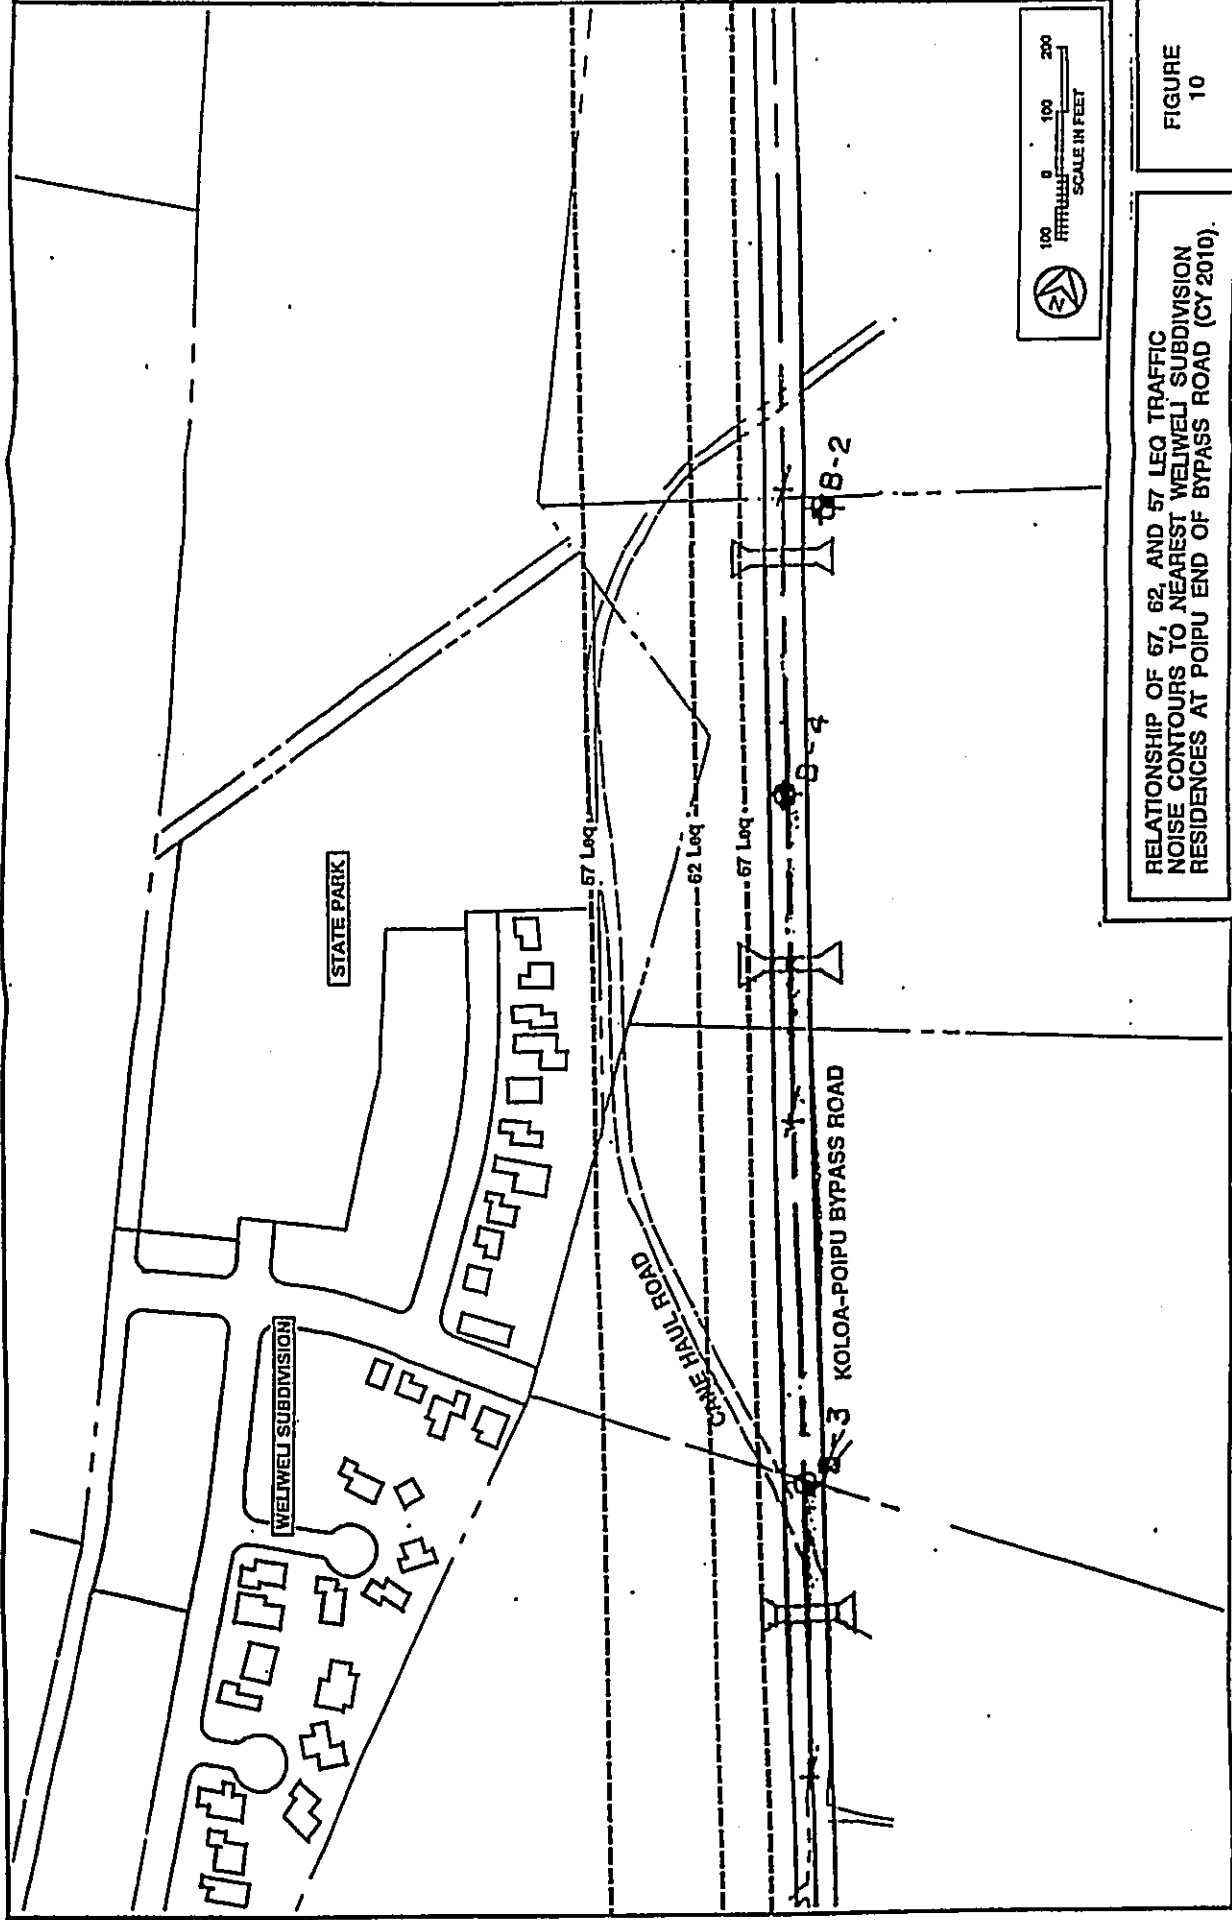 STATE PARK
WELIWELI SUBDIVISION
57 Leq
62 Leq
67 Leq
CANE HAUL ROAD
KOLOA-POIPU BYPASS ROAD
B-2
B-4
-3
100 0 100 200
SCALE IN FEET
N
RELATIONSHIP OF 67, 62, AND 57 LEQ TRAFFIC
NOISE CONTOURS TO NEAREST WELIWELI SUBDIVISION
RESIDENCES AT POIPU END OF BYPASS ROAD (CY 2010).
FIGURE
10